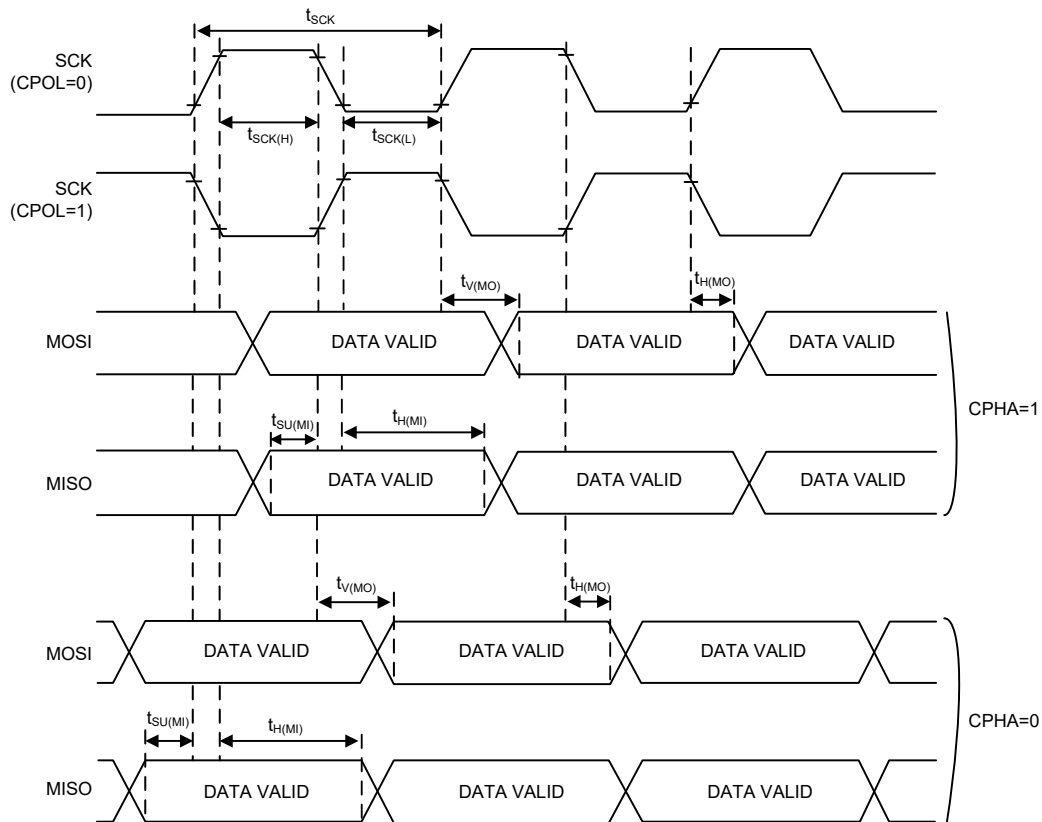 tSCK
SCK
(CPOL=0)
tSCK(H)
tSCK(L)
SCK
(CPOL=1)
tV(MO)
tH(MO)
MOSI
DATA VALID
DATA VALID
DATA VALID
CPHA=1
tSU(MI)
tH(MI)
MISO
DATA VALID
DATA VALID
DATA VALID
tV(MO)
tH(MO)
MOSI
DATA VALID
DATA VALID
DATA VALID
CPHA=0
tSU(MI)
tH(MI)
MISO
DATA VALID
DATA VALID
DATA VALID